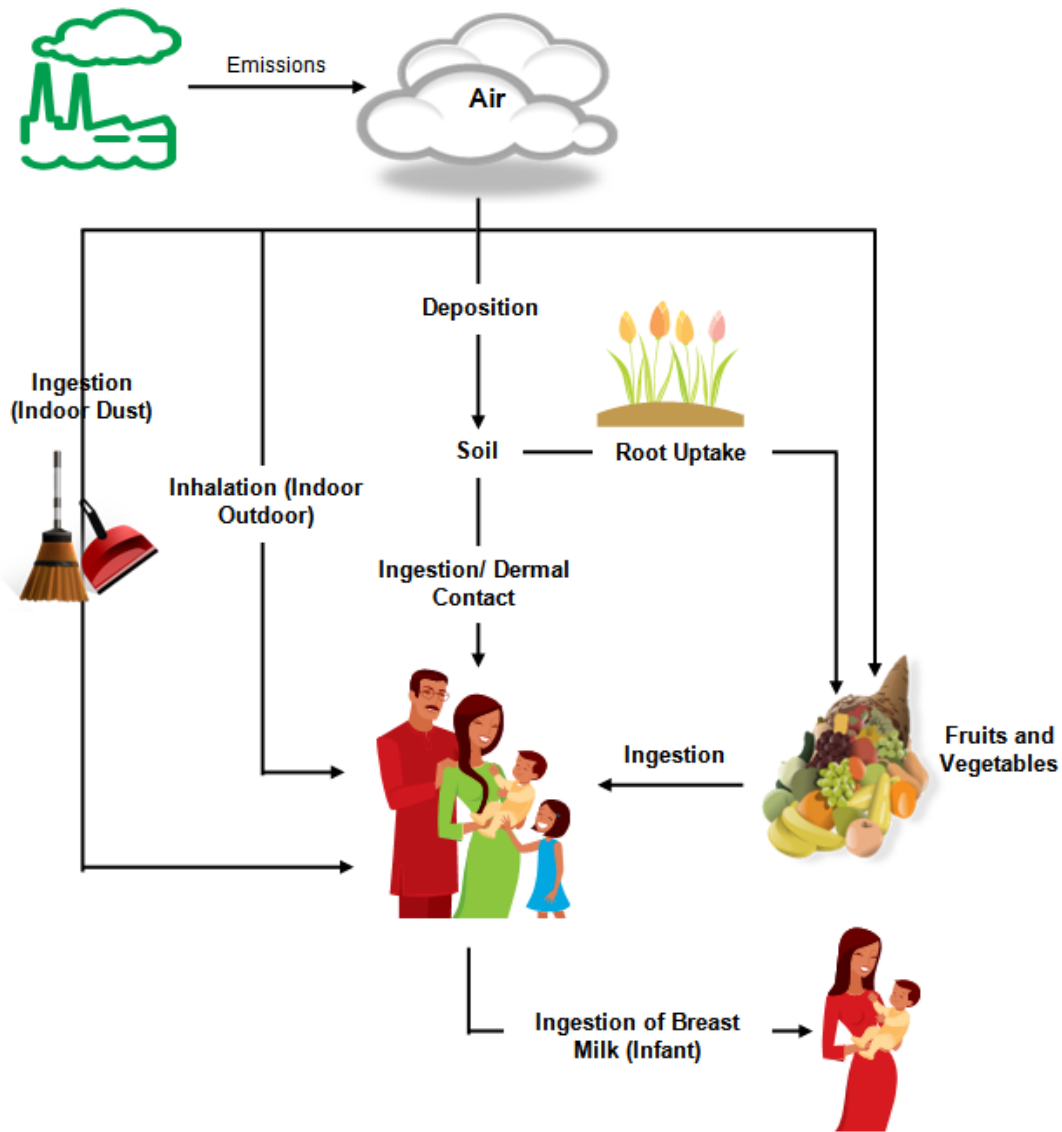 Emissions
Air
Deposition
Ingestion
(Indoor Dust)
Soil
Root Uptake
Inhalation (Indoor
Outdoor)
Ingestion/ Dermal
Contact
Ingestion
Fruits and
Vegetables
Ingestion of Breast
Milk (Infant)